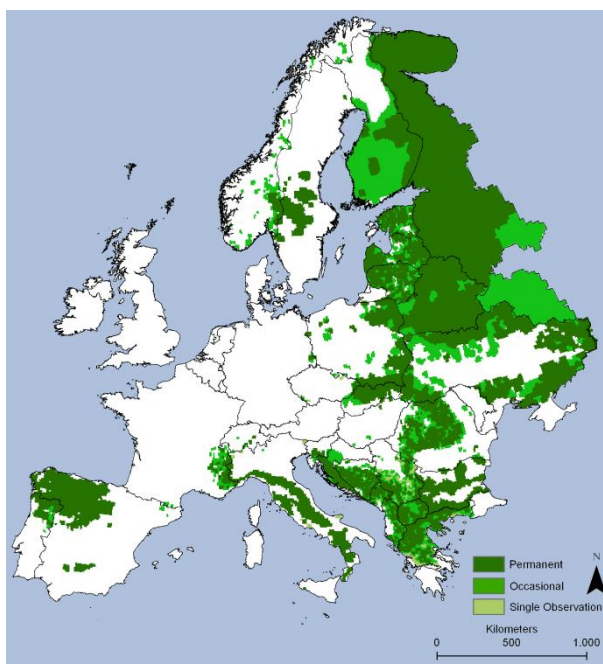 N
Permanent
Occasional
Single Observation
Kilometers
0 500 1.000